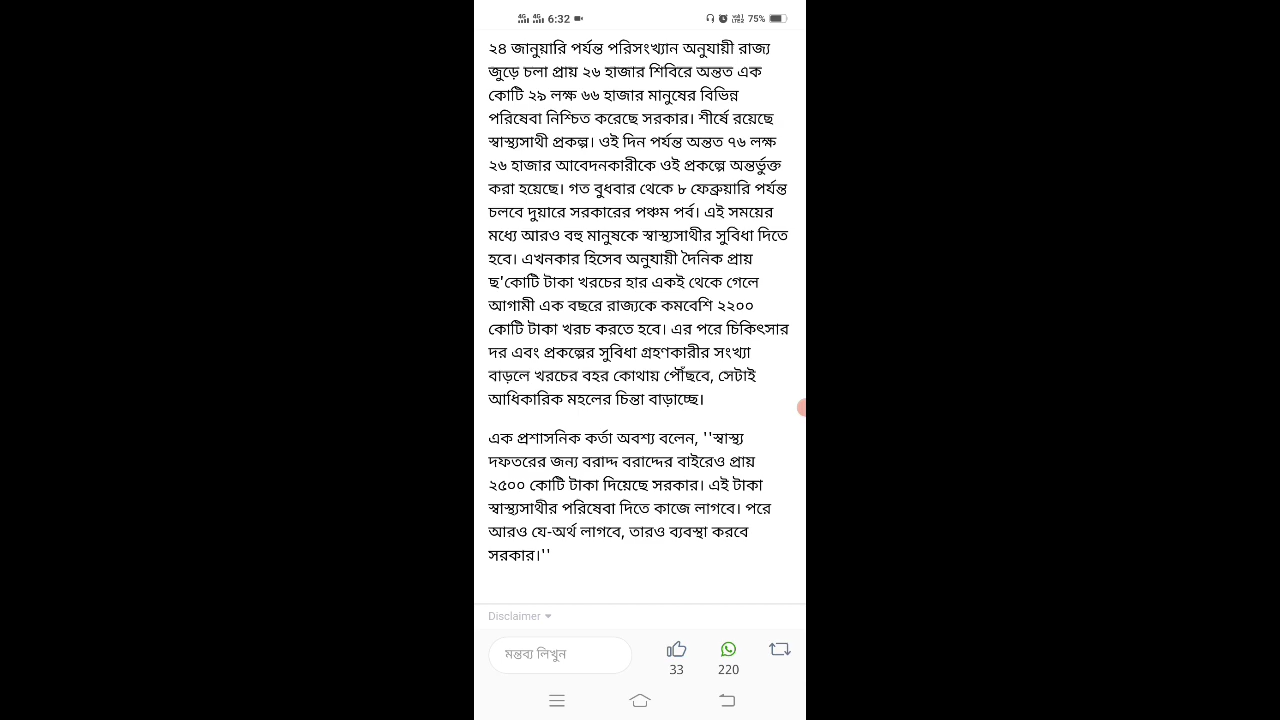 4G 4G 6:32 75%
২৪ জানুয়ারি পর্যন্ত পরিসংখ্যান অনুযায়ী রাজ্য
জুড়ে চলা প্রায় ২৬ হাজার শিবিরে অন্তত এক
কোটি ২৯ লক্ষ ৬৬ হাজার মানুষের বিভিন্ন
পরিষেবা নিশ্চিত করেছে সরকার। শীর্ষে রয়েছে
স্বাস্থ্যসাথী প্রকল্প। ওই দিন পর্যন্ত অন্তত ৭৬ লক্ষ
২৬ হাজার আবেদনকারীকে ওই প্রকল্পে অন্তর্ভুক্ত
করা হয়েছে। গত বুধবার থেকে ৮ ফেব্রুয়ারি পর্যন্ত
চলবে দুয়ারে সরকারের পঞ্চম পর্ব। এই সময়ের
মধ্যে আরও বহু মানুষকে স্বাস্থ্যসাথীর সুবিধা দিতে
হবে। এখনকার হিসেব অনুযায়ী দৈনিক প্রায়
ছ'কোটি টাকা খরচের হার একই থেকে গেলে
আগামী এক বছরে রাজ্যকে কমবেশি ২২০০
কোটি টাকা খরচ করতে হবে। এর পরে চিকিৎসার
দর এবং প্রকল্পের সুবিধা গ্রহণকারীর সংখ্যা
বাড়লে খরচের বহর কোথায় পৌঁছবে, সেটাই
আধিকারিক মহলের চিন্তা বাড়াচ্ছে।
এক প্রশাসনিক কর্তা অবশ্য বলেন, ''স্বাস্থ্য
দফতরের জন্য বরাদ্দ বরাদ্দের বাইরেও প্রায়
২৫০০ কোটি টাকা দিয়েছে সরকার। এই টাকা
স্বাস্থ্যসাথীর পরিষেবা দিতে কাজে লাগবে। পরে
আরও যে-অর্থ লাগবে, তারও ব্যবস্থা করবে
সরকার।''
Disclaimer
মন্তব্য লিখুন
33 220